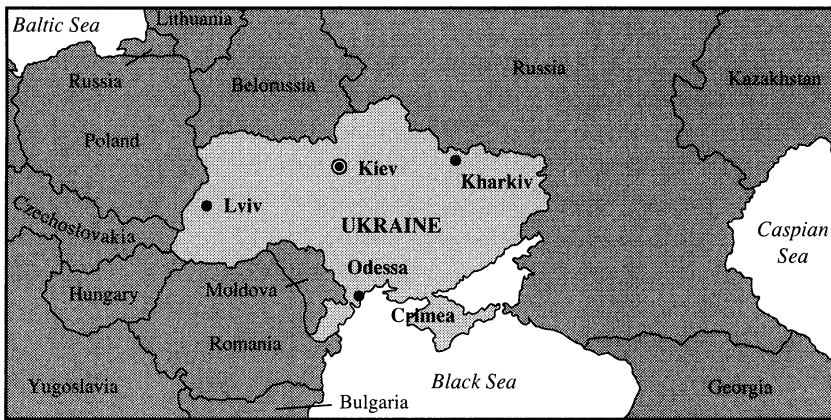 Baltic Sea
Lithuania
Russia
Belorussia
Russia
Kazakhstan
Poland
Kiev
Kharkiv
Lviv
UKRAINE
Czechoslovakia
Caspian
Sea
Odessa
Hungary
Moldova
Crimea
Romania
Yugoslavia
Black Sea
Georgia
Bulgaria